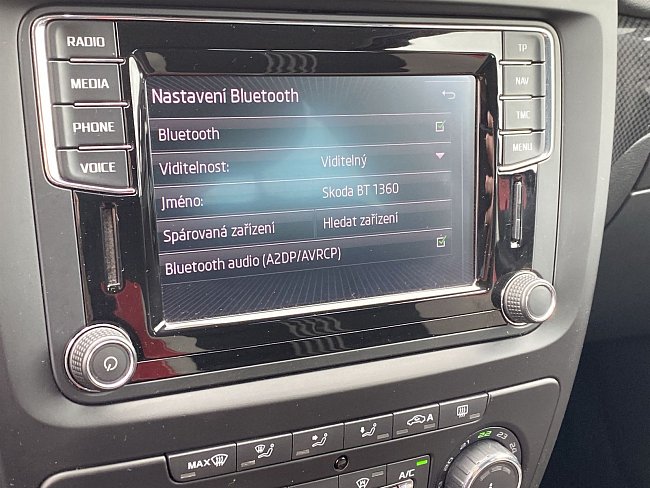 RADIO
MEDIA
PHONE
VOICE
TP
NAV
TMC
MENU
Nastavení Bluetooth
Bluetooth
Viditelnost: Viditelný
Jméno: Skoda BT 1360
Spárovaná zařízení Hledat zařízení
Bluetooth audio (A2DP/AVRCP)
MAX
A
A/C
22